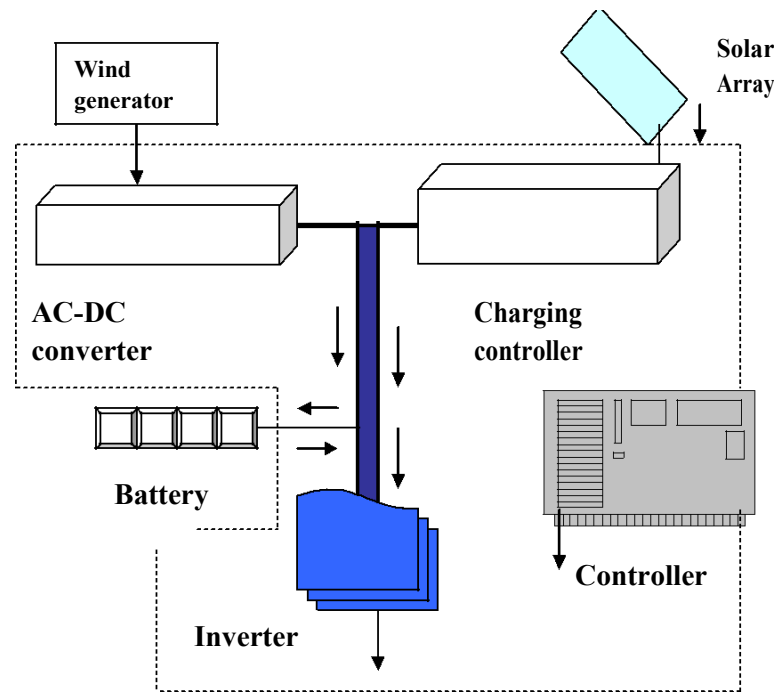 Wind
generator
Solar
Array
AC-DC
converter
Charging
controller
Battery
Controller
Inverter